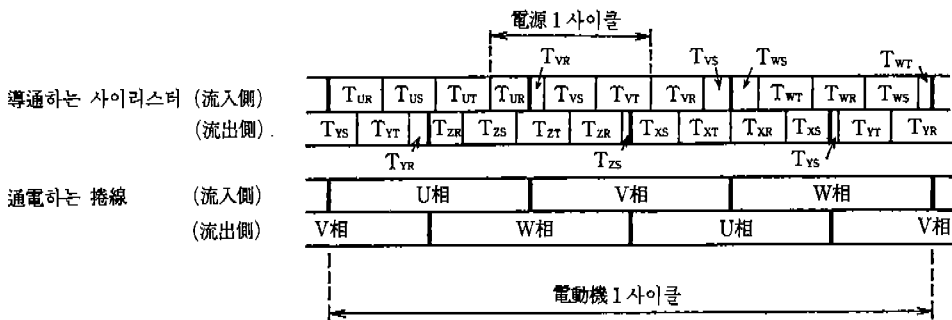 電源 1 사이클
T_VR T_VS T_WS T_WT
導通하는 사이리스터 (流入側) T_UR T_US T_UT T_UR T_VS T_VT T_VR T_WT T_WR T_WS
(流出側) T_YS T_YT T_ZR T_ZS T_ZT T_ZR T_XS T_XT T_XR T_XS T_YT T_YR
T_YR T_ZS T_YS
通電하는 捲線 (流入側) U相 V相 W相
(流出側) V相 W相 U相 V相
電動機 1 사이클